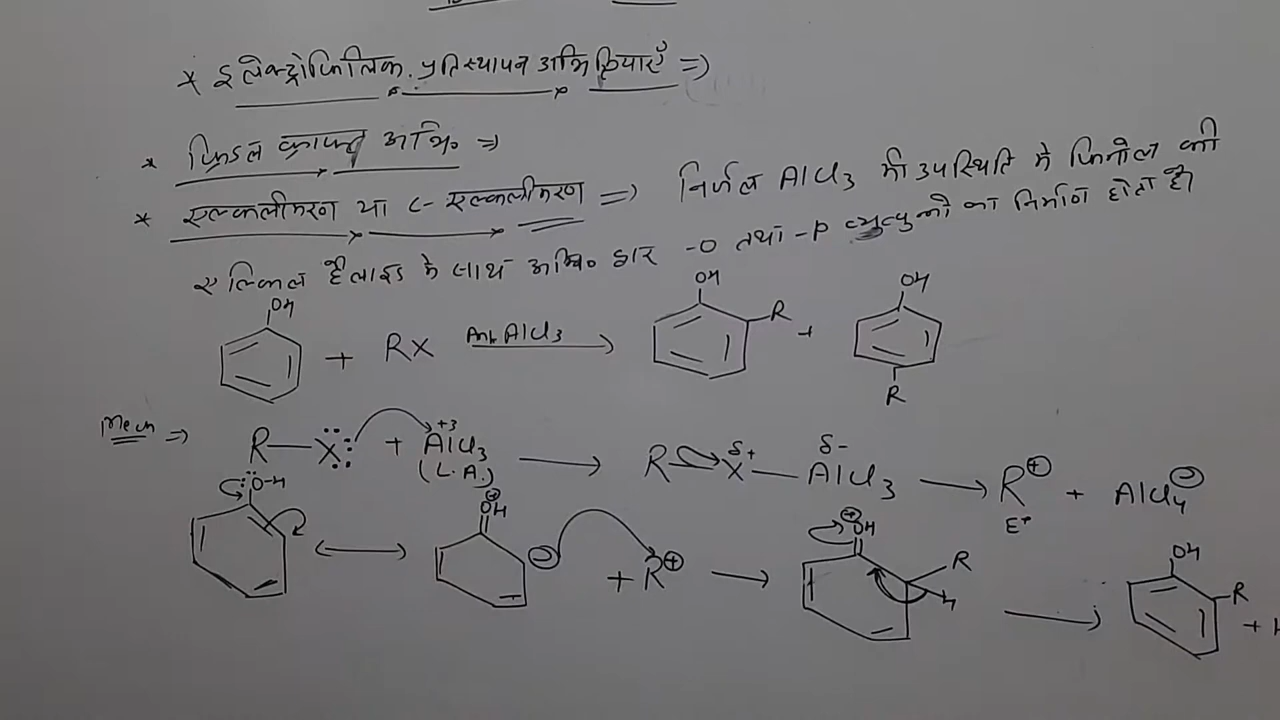 * इलेक्ट्रोफिलिक प्रतिस्थापन अभिक्रियाएँ ⇒
* फ्रिडल क्राफ्ट अभि० ⇒
* एल्कलीकरण या C- एल्कलीकरण ⇒ निर्जल AlCl3 की उपस्थिति मे फिनोल की
एल्किल हैलाइड के साथ अभि० द्वार -O तथा -P का निर्माण होता है।
OH + RX Anh AlCl3 → OH R + OH R
Mech ⇒ R—X: + +3 AlCl3 (L.A.) → R—X δ+ — AlCl3 δ- → R⊕ E+ + AlCl4⊖
:O-H ↔ ⊕OH ⊖ + R⊕ → ⊕OH R H → OH R + H